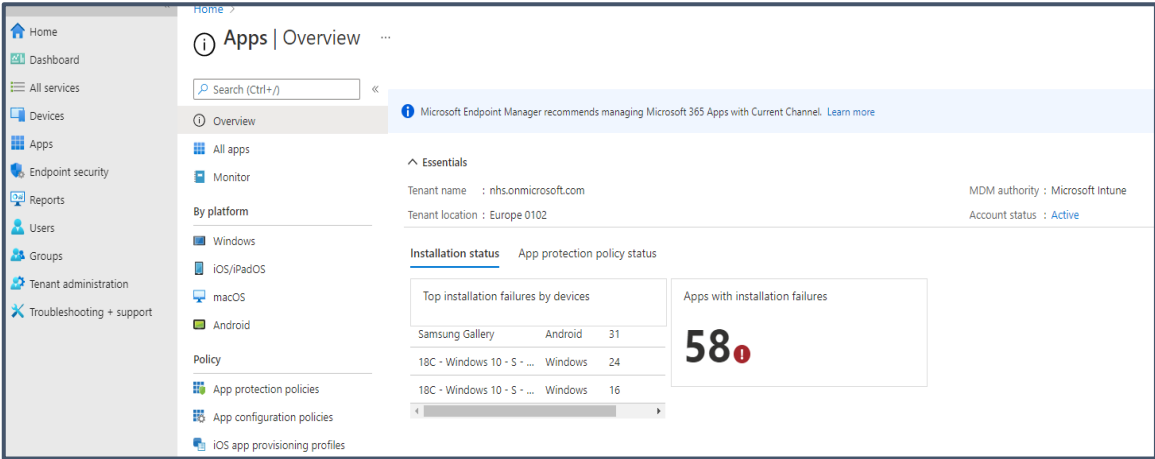 Home >
Home
Dashboard
All services
Devices
Apps
Endpoint security
Reports
Users
Groups
Tenant administration
Troubleshooting + support
Apps | Overview ...
Search (Ctrl+/)
Overview
All apps
Monitor
By platform
Windows
iOS/iPadOS
macOS
Android
Policy
App protection policies
App configuration policies
iOS app provisioning profiles
Microsoft Endpoint Manager recommends managing Microsoft 365 Apps with Current Channel. Learn more
Essentials
Tenant name : nhs.onmicrosoft.com
Tenant location : Europe 0102
MDM authority : Microsoft Intune
Account status : Active
Installation status App protection policy status
Top installation failures by devices
Samsung Gallery Android 31
18C - Windows 10 - S - ... Windows 24
18C - Windows 10 - S - ... Windows 16
Apps with installation failures
58